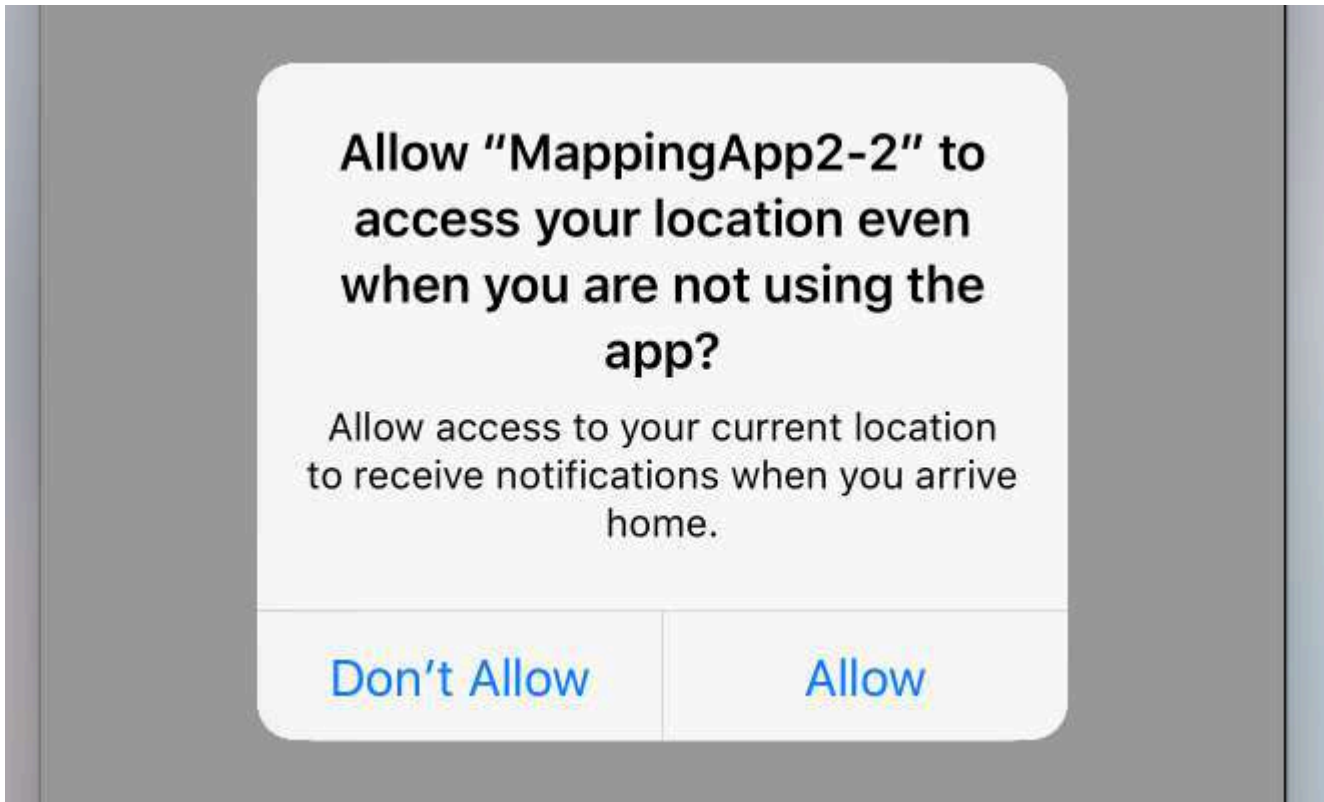 Allow “MappingApp2-2” to
access your location even
when you are not using the
app?
Allow access to your current location
to receive notifications when you arrive
home.
Don’t Allow
Allow